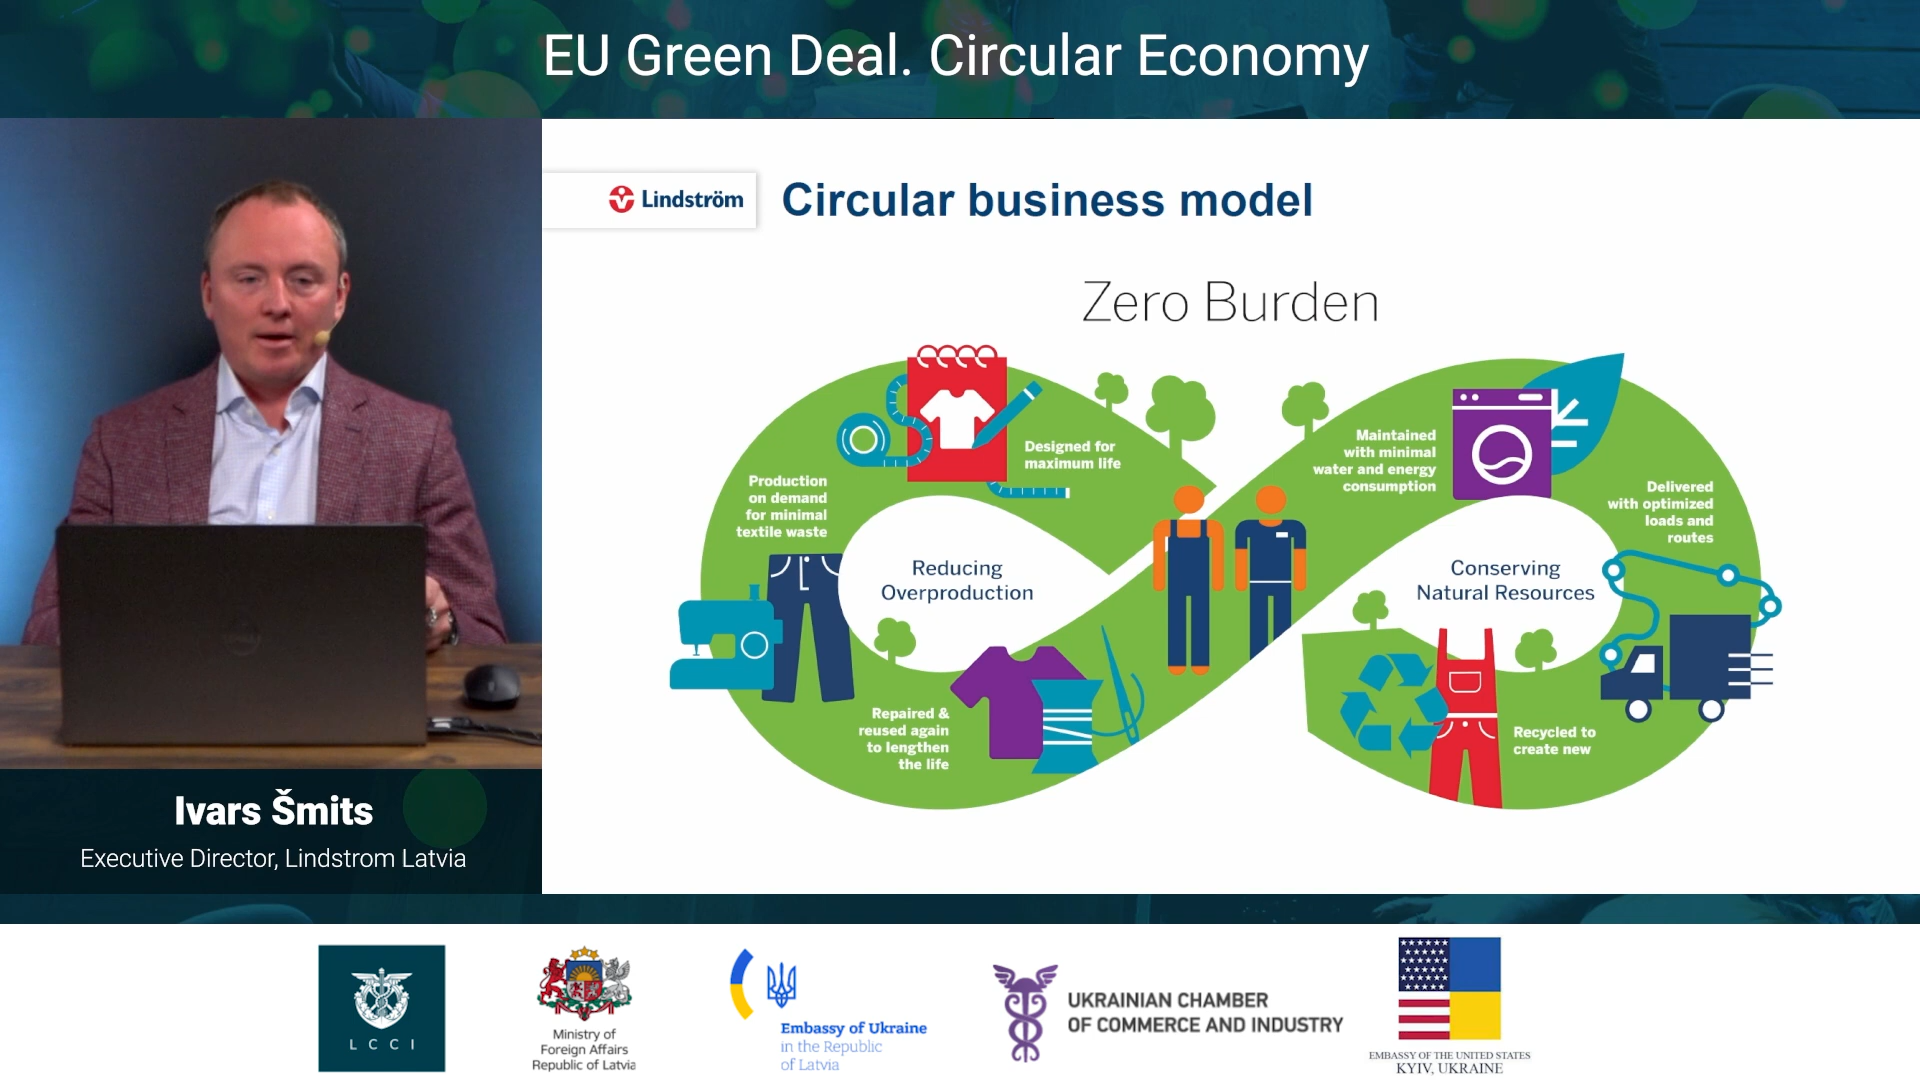 EU Green Deal. Circular Economy
Lindström
Circular business model
Zero Burden
Designed for
maximum life
Production
on demand
for minimal
textile waste
Reducing
Overproduction
Repaired &
reused again
to lengthen
the life
Maintained
with minimal
water and energy
consumption
Delivered
with optimized
loads and
routes
Conserving
Natural Resources
Recycled to
create new
Ivars Šmits
Executive Director, Lindstrom Latvia
LCCI
Ministry of
Foreign Affairs
Republic of Latvia
Embassy of Ukraine
in the Republic
of Latvia
UKRAINIAN CHAMBER
OF COMMERCE AND INDUSTRY
EMBASSY OF THE UNITED STATES
KYIV, UKRAINE